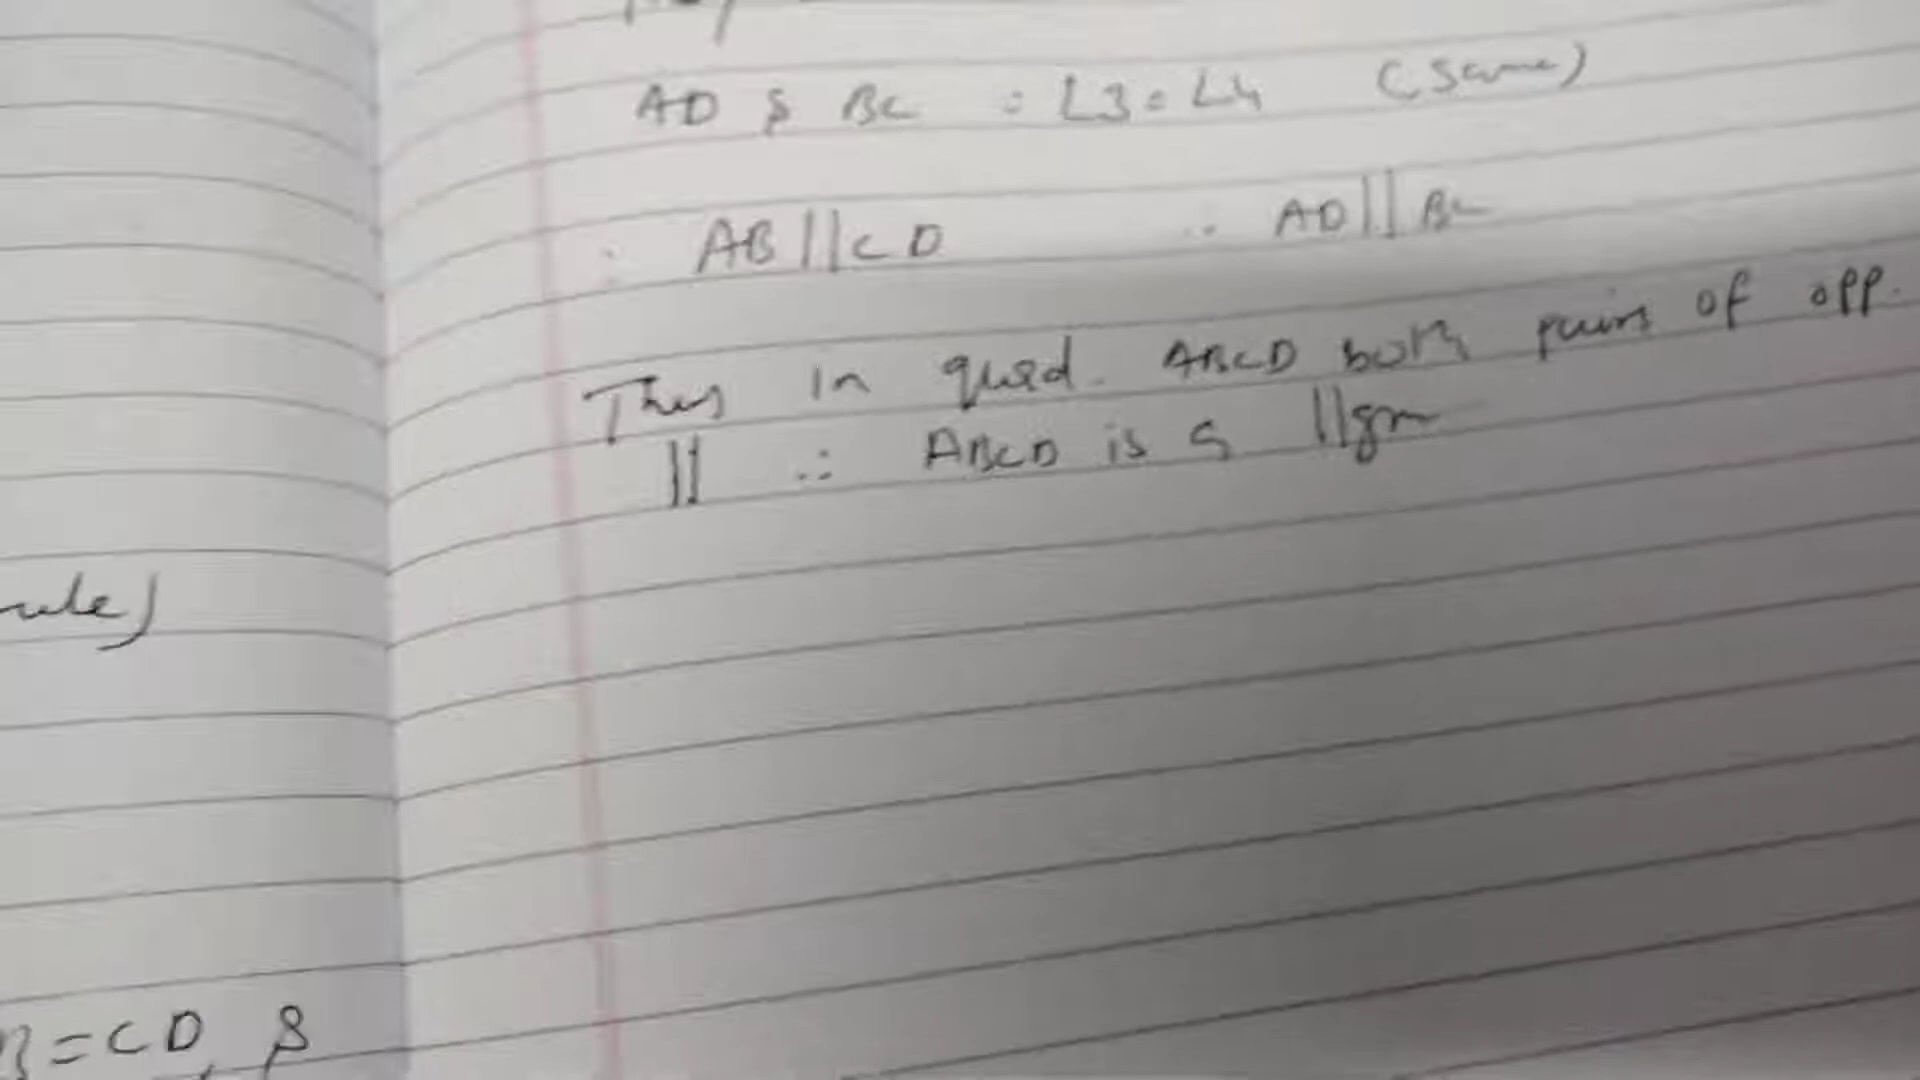 rule)
B=CD &
AD & BC : ∠3=∠4 (same)
∴ AB||CD ∴ AD||BC
Thus in quad. ABCD both pairs of opp.
|| ∴ ABCD is a ||gm